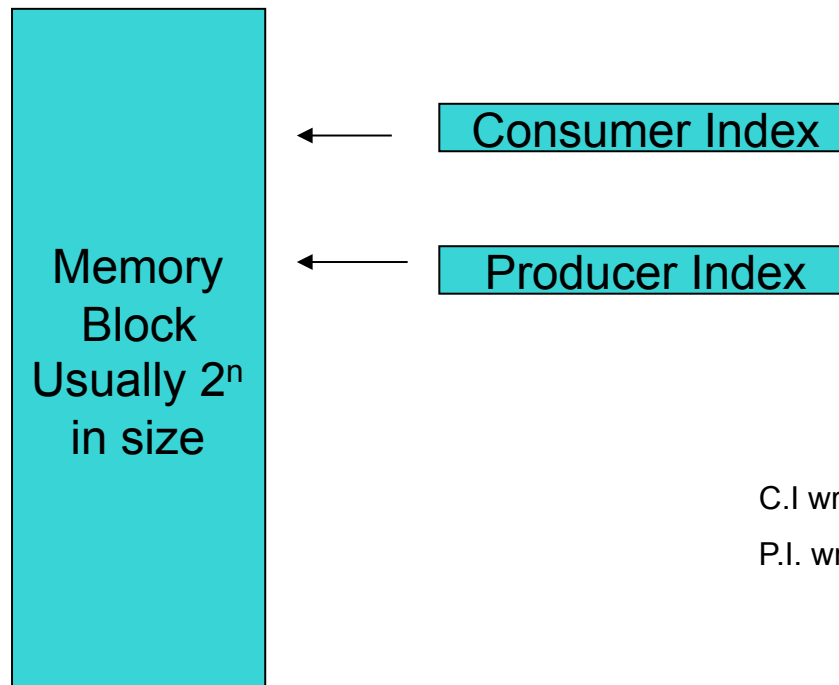 Consumer Index
Producer Index
Memory
Block
Usually 2ⁿ
in size
C.I
P.I.